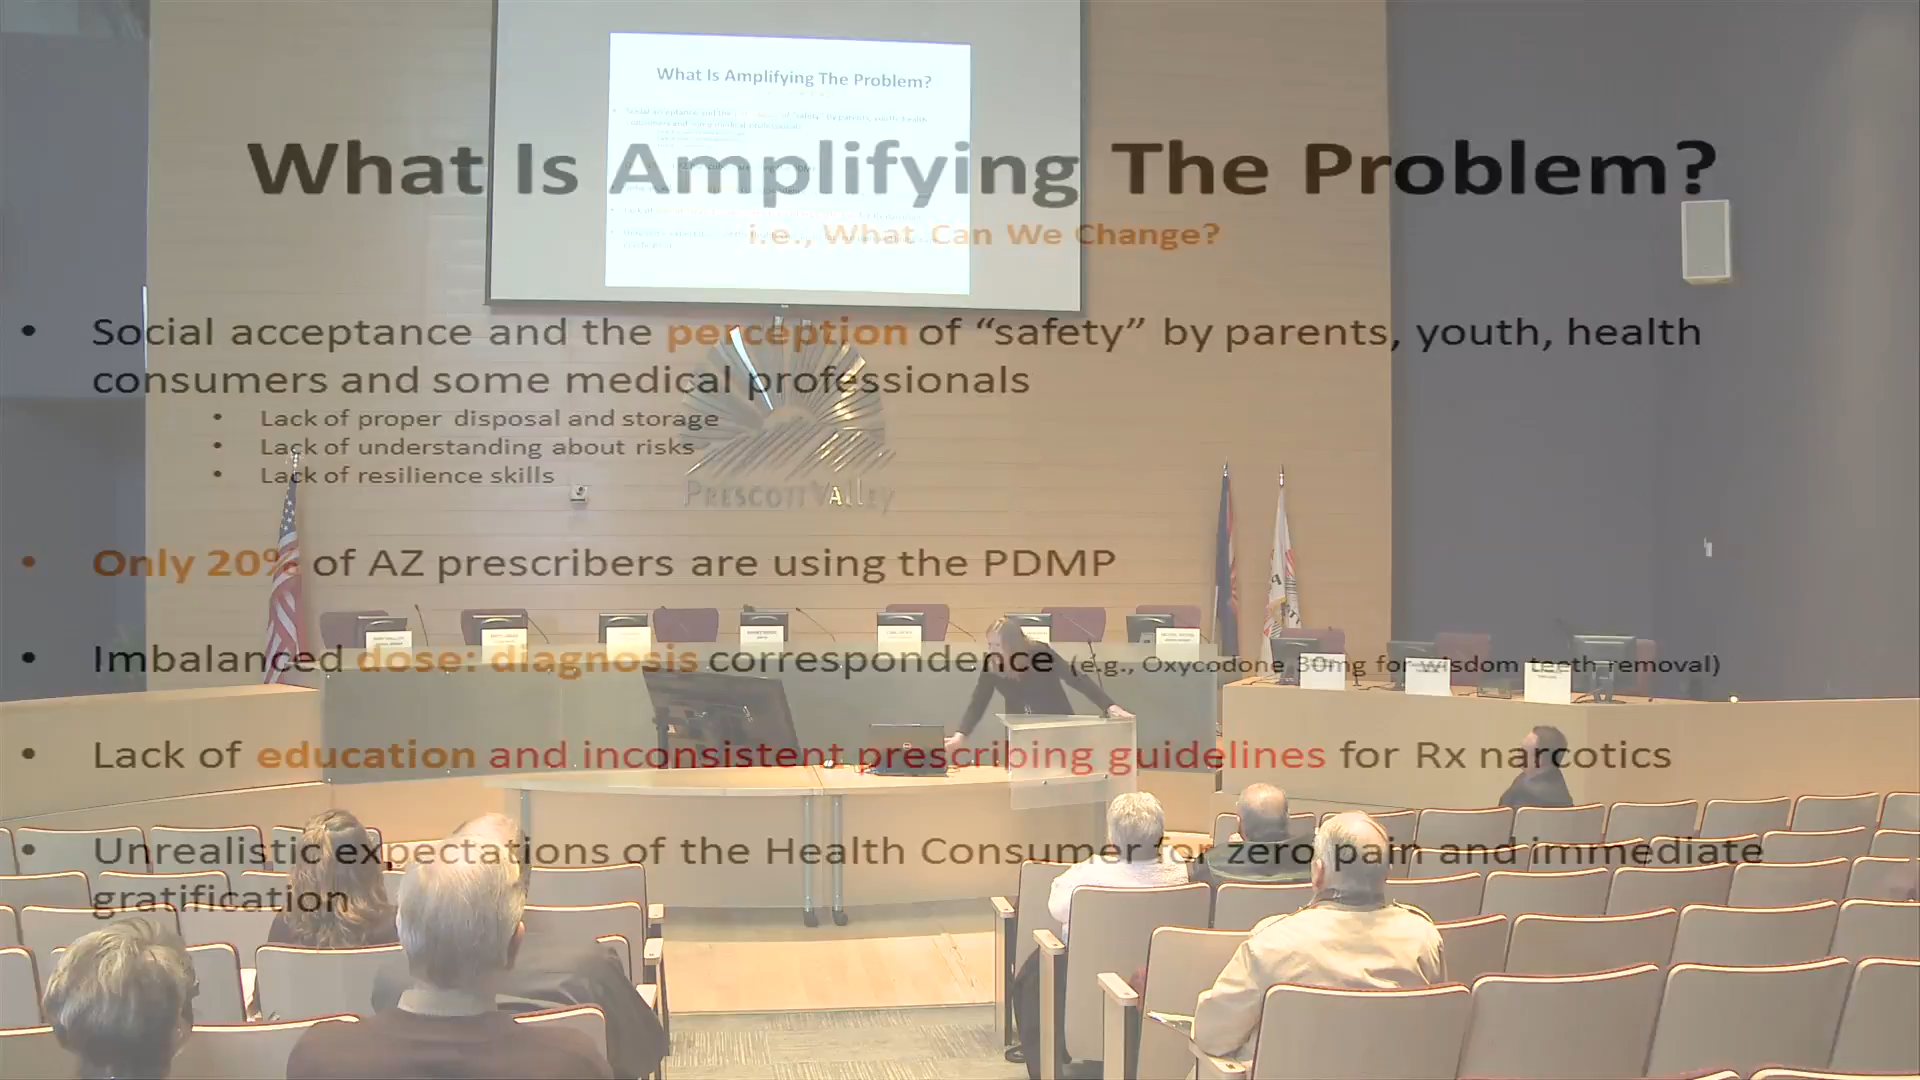 What Is Amplifying The Problem?
What Is Amplifying The Problem?
i.e., What Can We Change?
• Social acceptance and the perception of “safety” by parents, youth, health
consumers and some medical professionals
• Lack of proper disposal and storage
• Lack of understanding about risks
• Lack of resilience skills
PRESCOTT VALLEY
• Only 20% of AZ prescribers are using the PDMP
• Imbalanced dose: diagnosis correspondence (e.g., Oxycodone 30mg for wisdom teeth removal)
• Lack of education and inconsistent prescribing guidelines for Rx narcotics
• Unrealistic expectations of the Health Consumer for zero pain and immediate
gratification